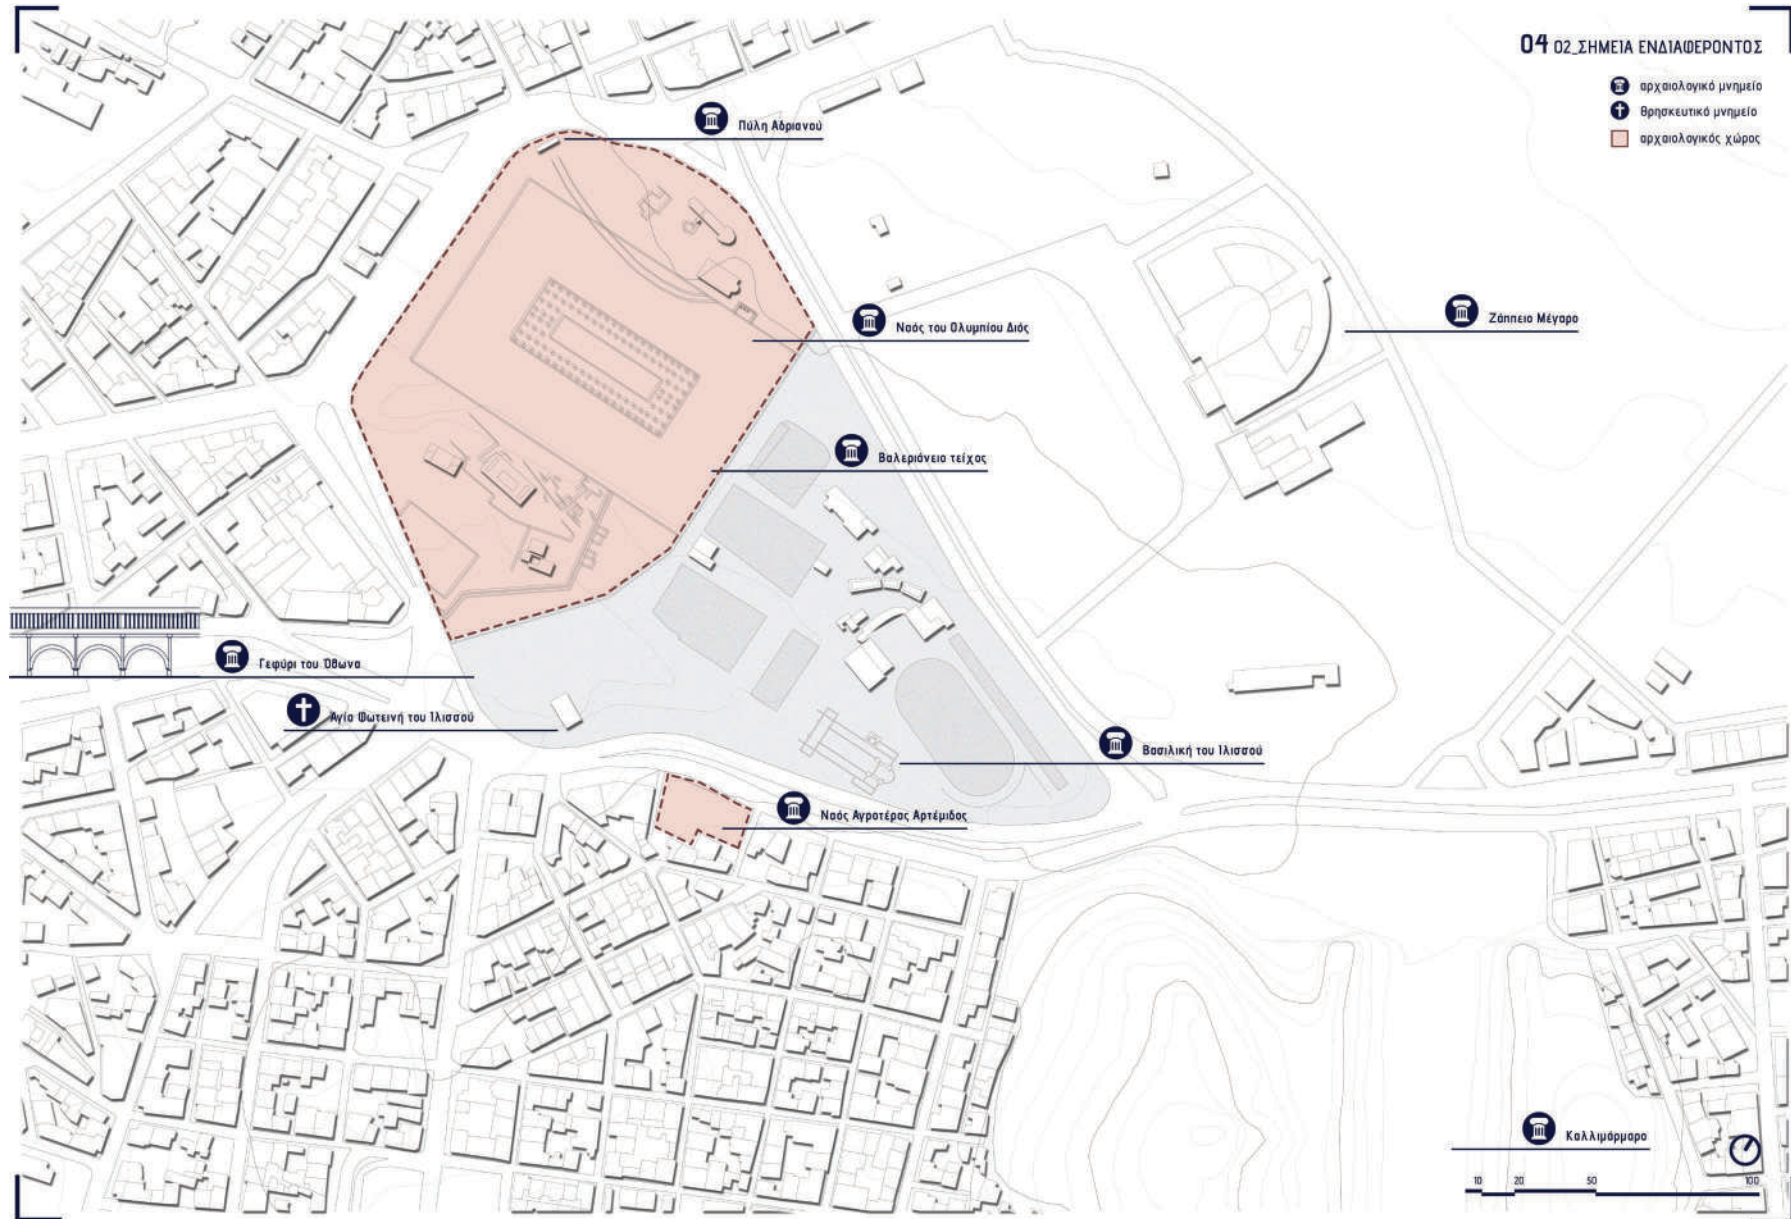 04 02_ΣΗΜΕΙΑ ΕΝΔΙΑΦΕΡΟΝΤΟΣ
αρχαιολογικό μνημείο
θρησκευτικό μνημείο
αρχαιολογικός χώρος
Πύλη Αδριανού
Ναός του Ολυμπίου Διός
Ζάππειο Μέγαρο
Βαλεριάνειο τείχος
Γεφύρι του Όθωνα
Αγία Φωτεινή του Ιλισσού
Βασιλική του Ιλισσού
Ναός Αγροτέρας Αρτέμιδος
Καλλιμάρμαρο
10 20 50 100